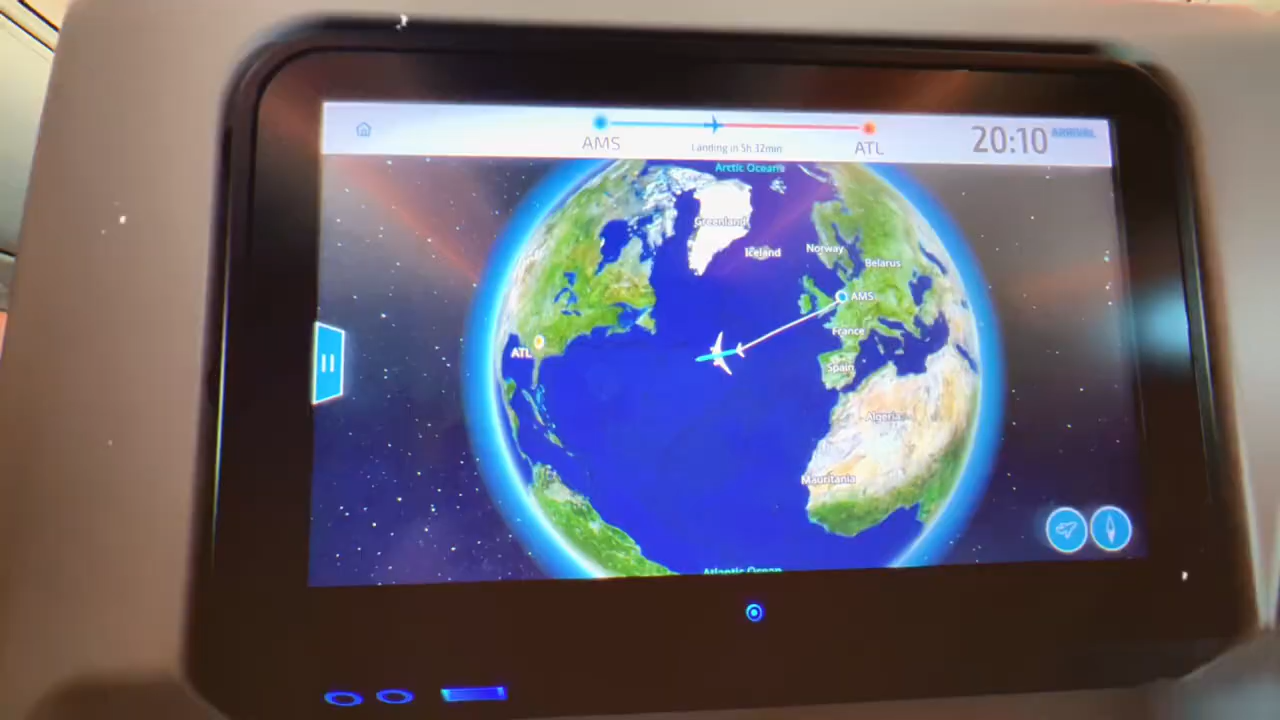 AMS
Landing in 5h 32min
ATL
20:10 ARRIVAL
Arctic Ocean
Greenland
Iceland
Norway
Belarus
AMS
France
ATL
Spain
Algeria
Mauritania
Atlantic Ocean